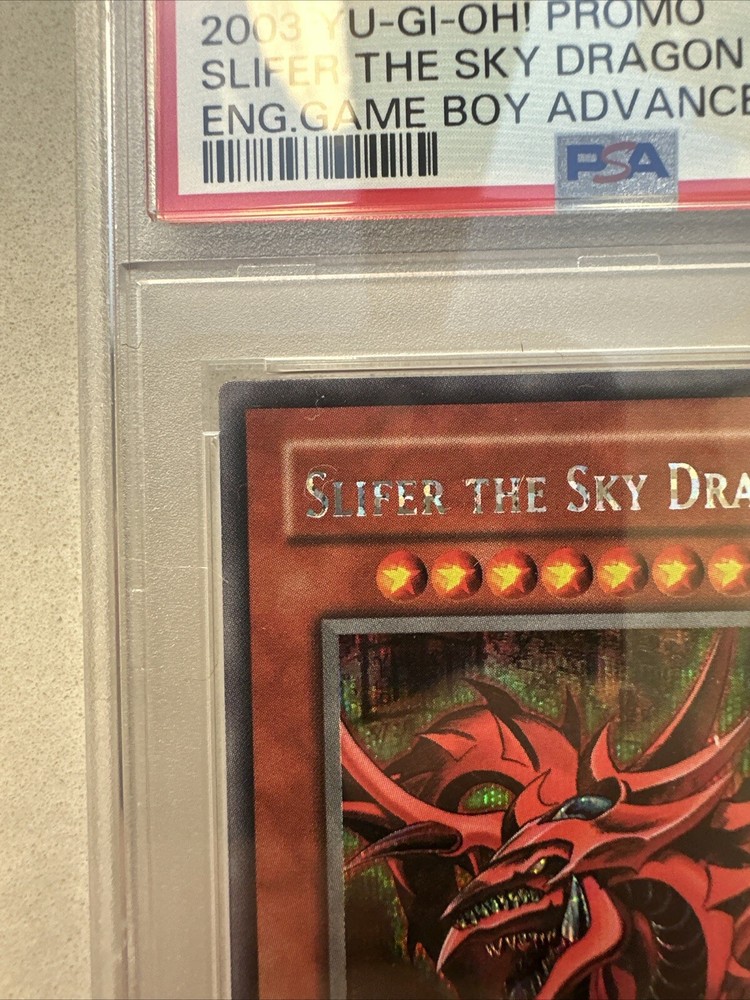 2003 YU-GI-OH! PROMO
SLIFER THE SKY DRAGON
ENG.GAME BOY ADVANCE
PSA
SLIFER THE SKY DRA